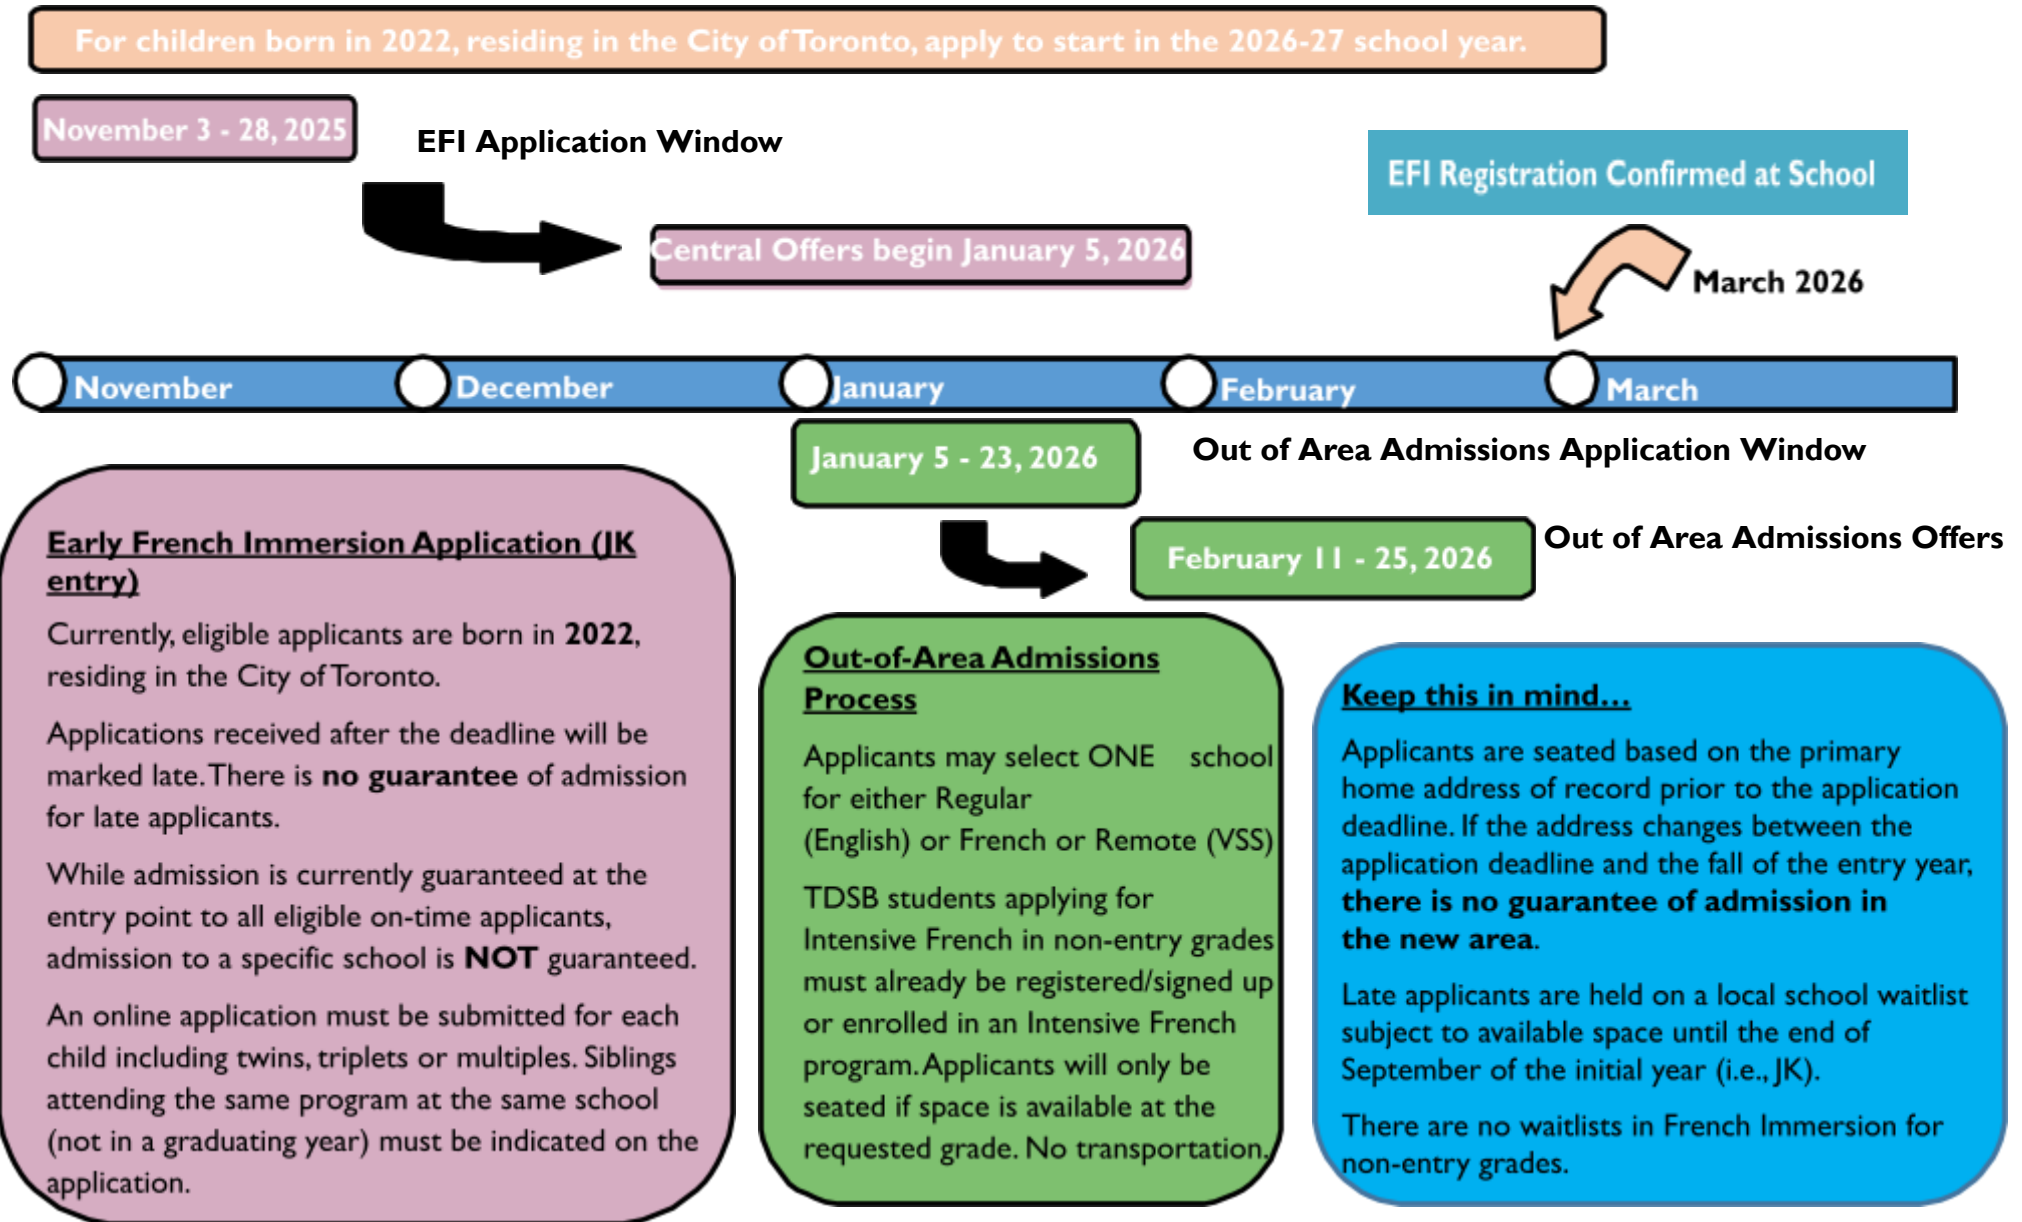 For children born in 2022, residing in the City of Toronto, apply to start in the 2026-27 school year.
November 3 - 28, 2025
EFI Application Window
EFI Registration Confirmed at School
Central Offers begin January 5, 2026
March 2026
November
December
January
February
March
January 5 - 23, 2026
Out of Area Admissions Application Window
February 11 - 25, 2026
Out of Area Admissions Offers
Early French Immersion Application (JK
entry)
Currently, eligible applicants are born in 2022,
residing in the City of Toronto.
Applications received after the deadline will be
marked late. There is no guarantee of admission
for late applicants.
While admission is currently guaranteed at the
entry point to all eligible on-time applicants,
admission to a specific school is NOT guaranteed.
An online application must be submitted for each
child including twins, triplets or multiples. Siblings
attending the same program at the same school
(not in a graduating year) must be indicated on the
application.
Out-of-Area Admissions
Process
Applicants may select ONE school
for either Regular
(English) or French or Remote (VSS)
TDSB students applying for
Intensive French in non-entry grades
must already be registered/signed up
or enrolled in an Intensive French
program. Applicants will only be
seated if space is available at the
requested grade. No transportation.
Keep this in mind...
Applicants are seated based on the primary
home address of record prior to the application
deadline. If the address changes between the
application deadline and the fall of the entry year,
there is no guarantee of admission in
the new area.
Late applicants are held on a local school waitlist
subject to available space until the end of
September of the initial year (i.e., JK).
There are no waitlists in French Immersion for
non-entry grades.